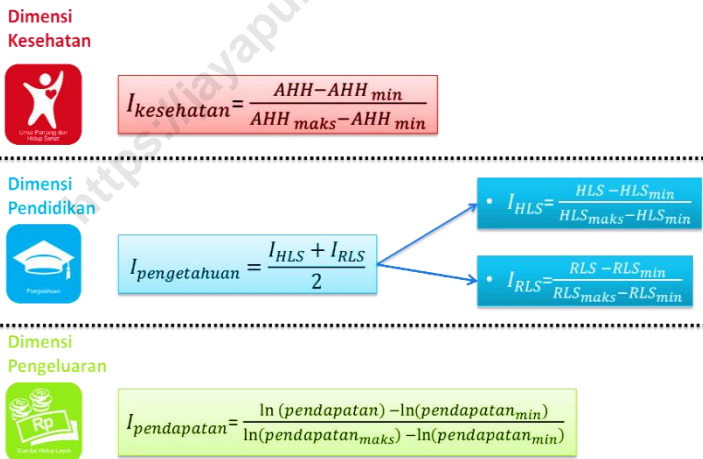 Dimensi
Kesehatan
Umur Panjang dan
Hidup Sehat
I_kesehatan = (AHH−AHH_min) / (AHH_maks−AHH_min)
Dimensi
Pendidikan
Pengetahuan
I_pengetahuan = (I_HLS + I_RLS) / 2
• I_HLS = (HLS −HLS_min) / (HLS_maks−HLS_min)
• I_RLS = (RLS −RLS_min) / (RLS_maks−RLS_min)
Dimensi
Pengeluaran
Rp
Rp
Rp
Standar Hidup Layak
I_pendapatan = (ln (pendapatan) −ln(pendapatan_min)) / (ln(pendapatan_maks) −ln(pendapatan_min))